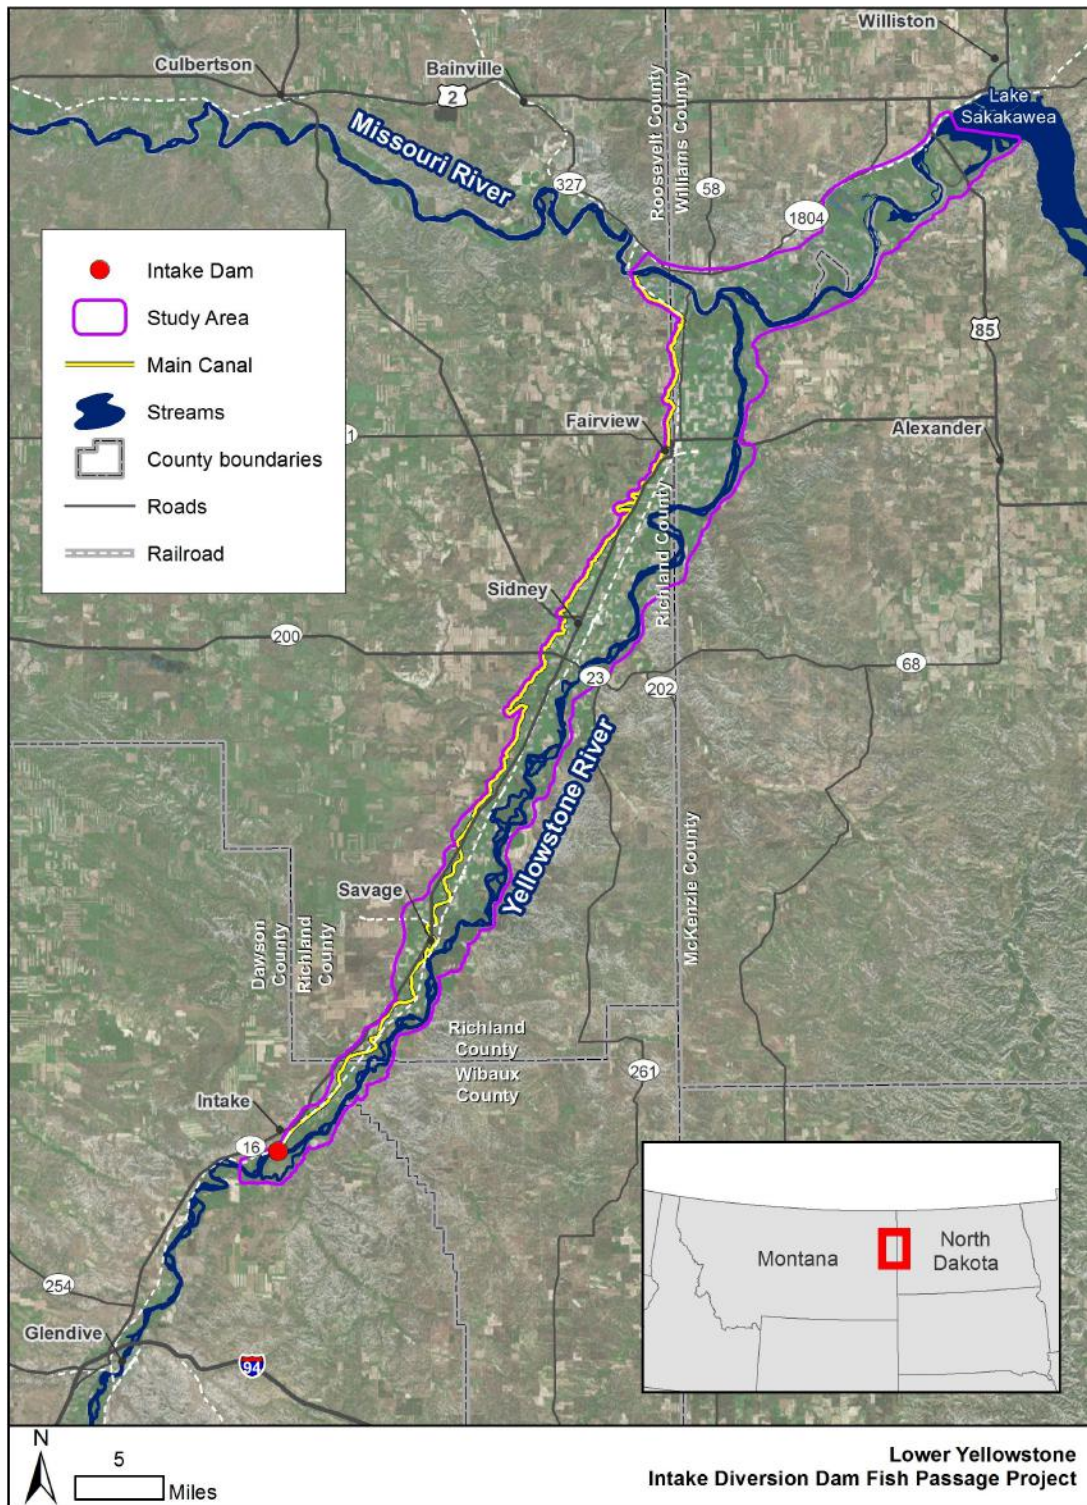 Williston
Culbertson
Bainville
2
Lake
Sakakawea
Missouri River
Roosevelt County
Williams County
327
58
1804
Intake Dam
Study Area
Main Canal
Streams
County boundaries
Roads
Railroad
85
Fairview
1
Alexander
Richland County
Sidney
200
23
202
68
Yellowstone River
McKenzie County
Savage
Dawson
County
Richland
County
Richland
County
Wibaux
County
261
Intake
16
Montana
North
Dakota
254
Glendive
94
N
5
Miles
Lower Yellowstone
Intake Diversion Dam Fish Passage Project